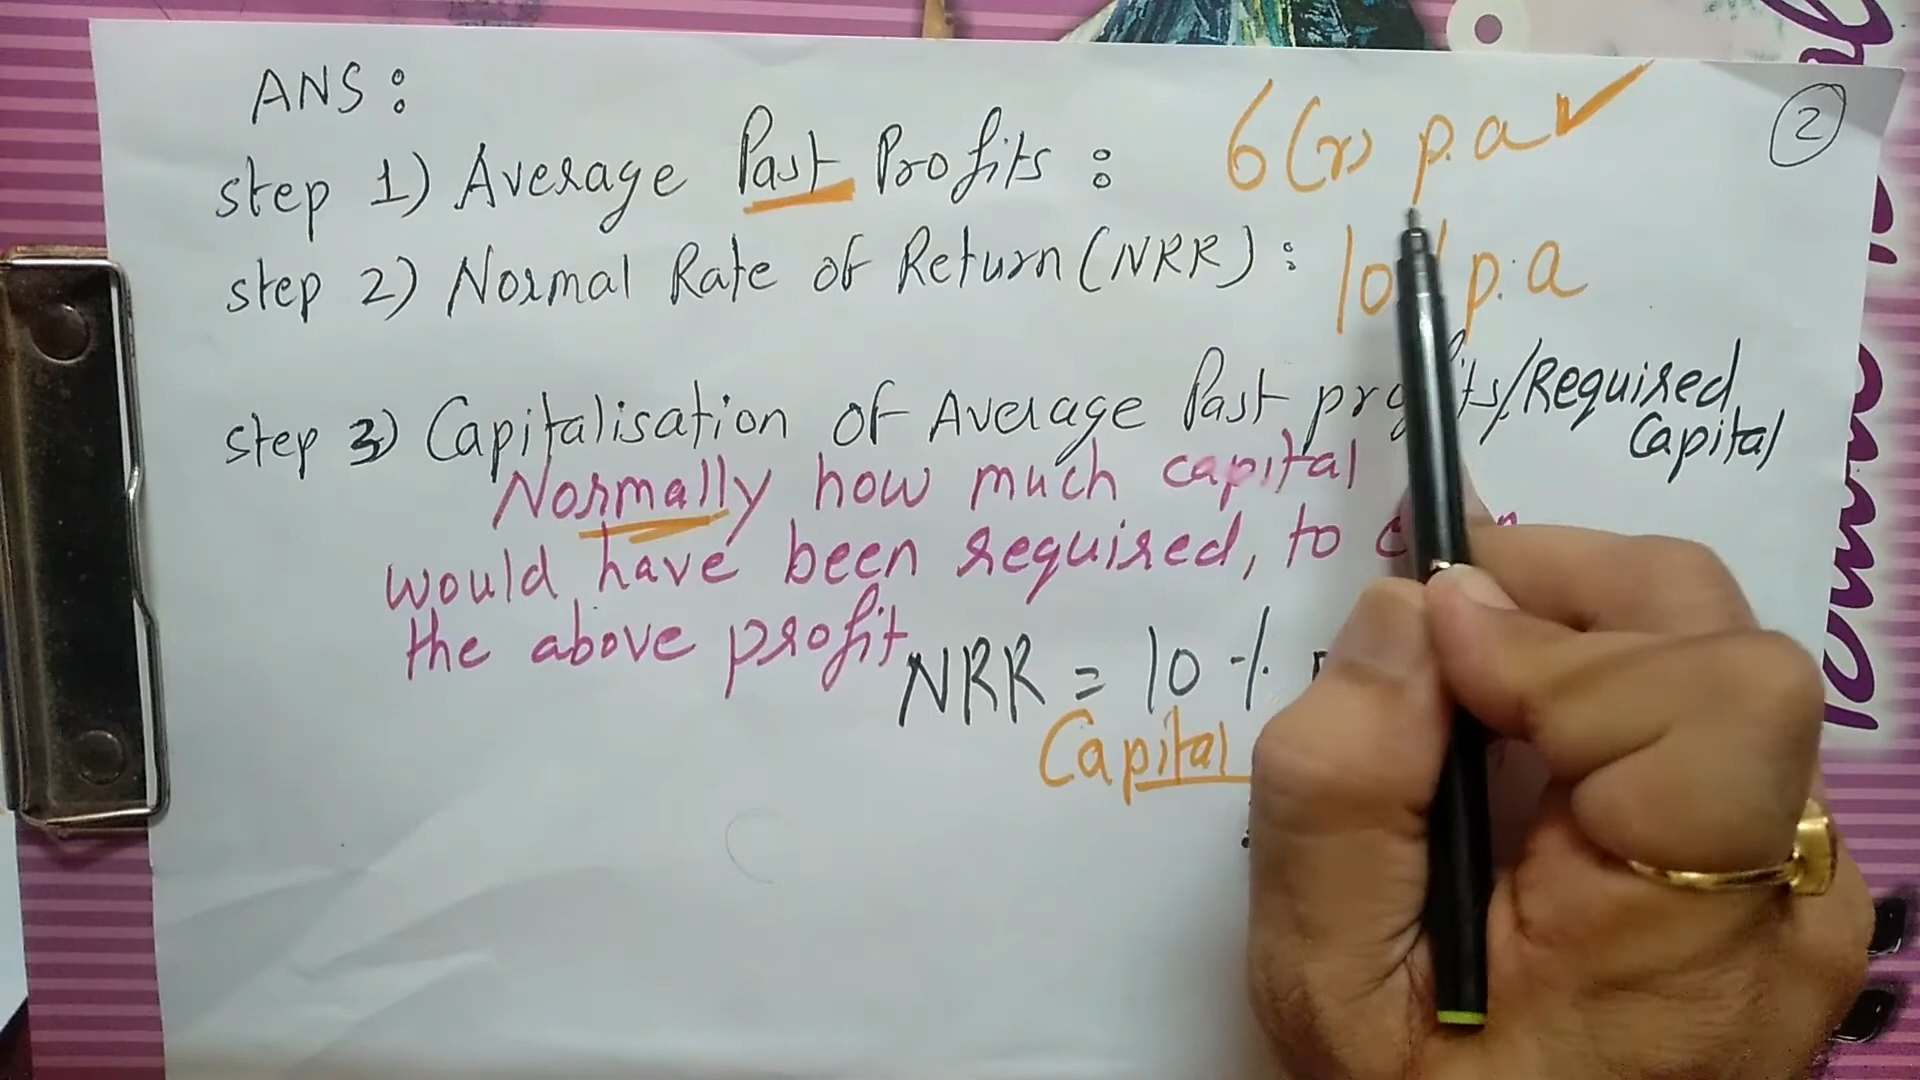 ANS :
2
step 1) Average Past Profits : 6 (r) p.a ✓
step 2) Normal Rate of Return (NRR) : 10 p.a
step 3) Capitalisation of Average Past profits/Required
Capital
Normally how much capital
would have been required, to
the above profit
NRR = 10 %
Capital